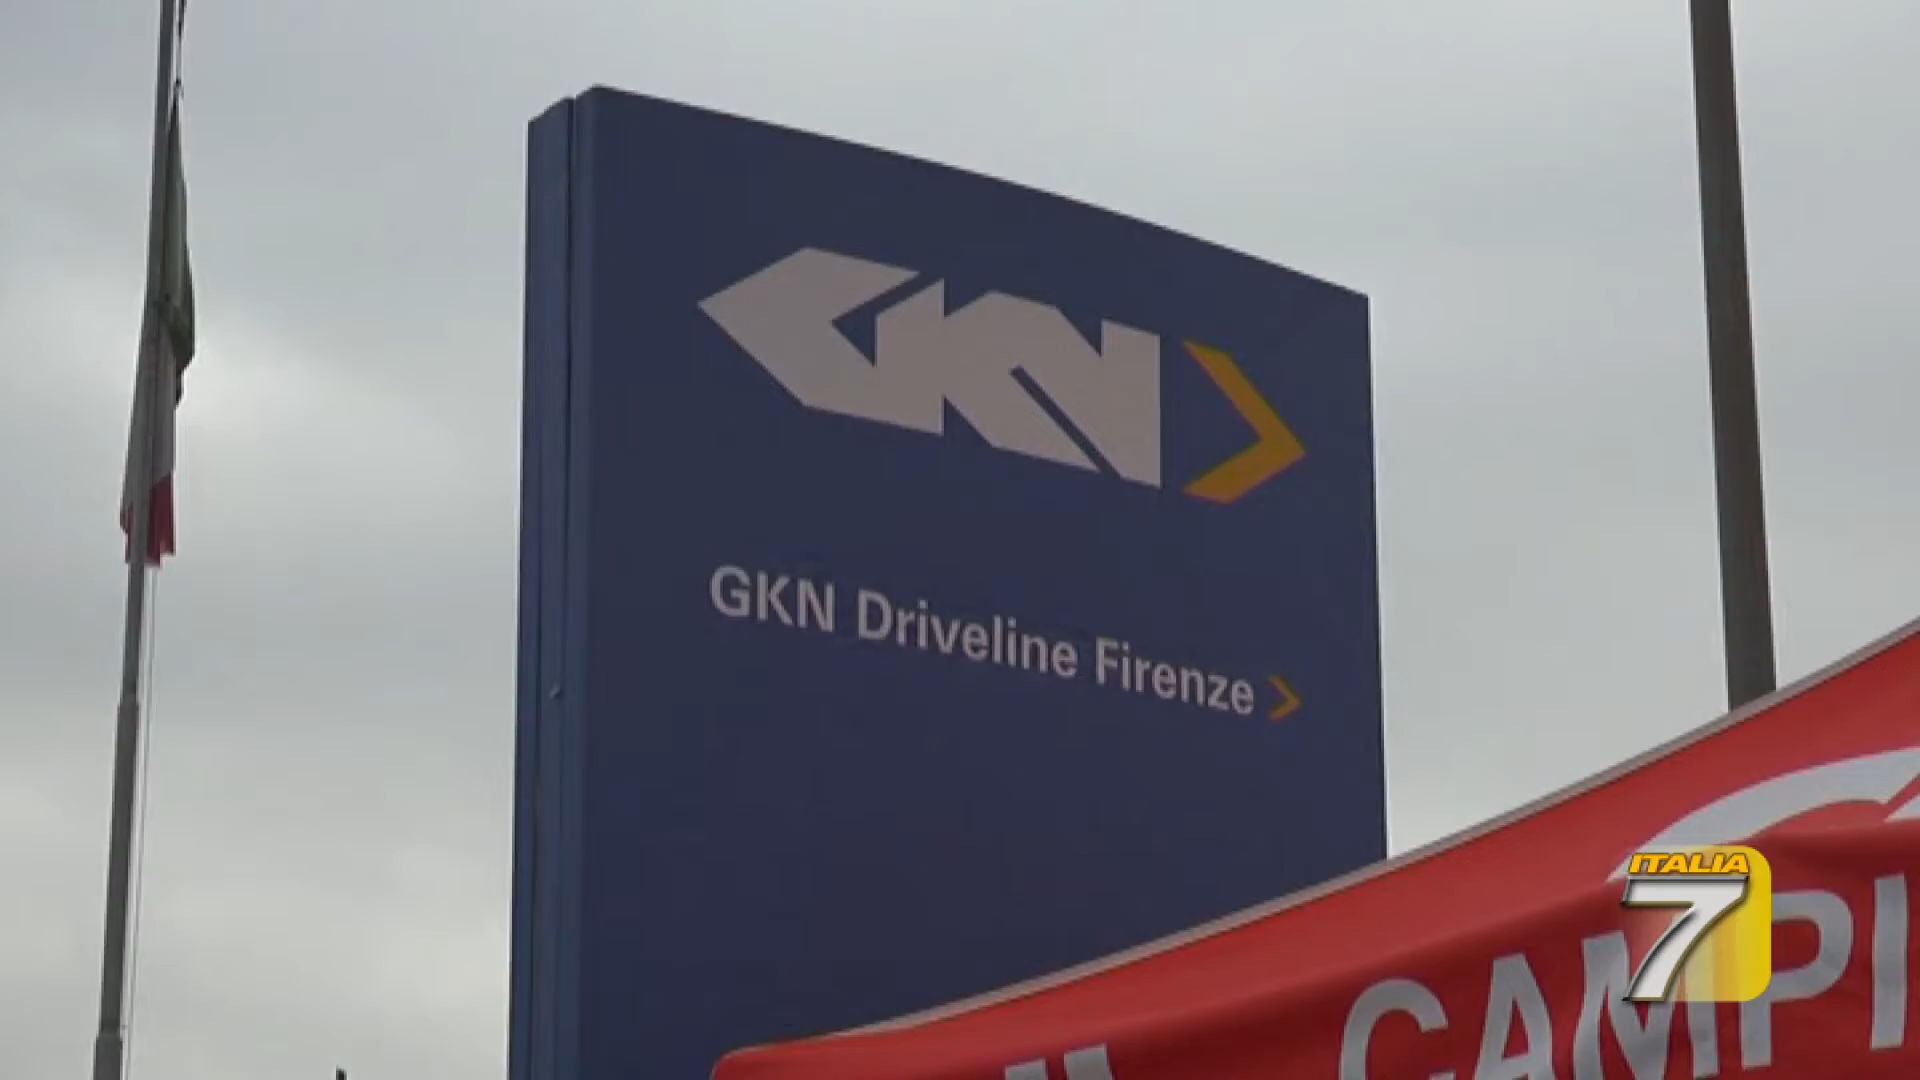 GKN
GKN Driveline Firenze
ITALIA
7
CAMPI